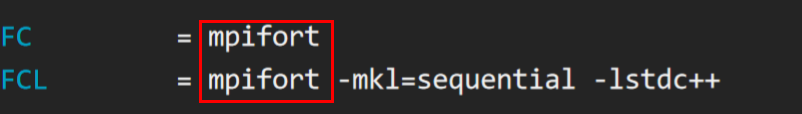 FC = mpifort
FCL = mpifort -mkl=sequential -lstdc++